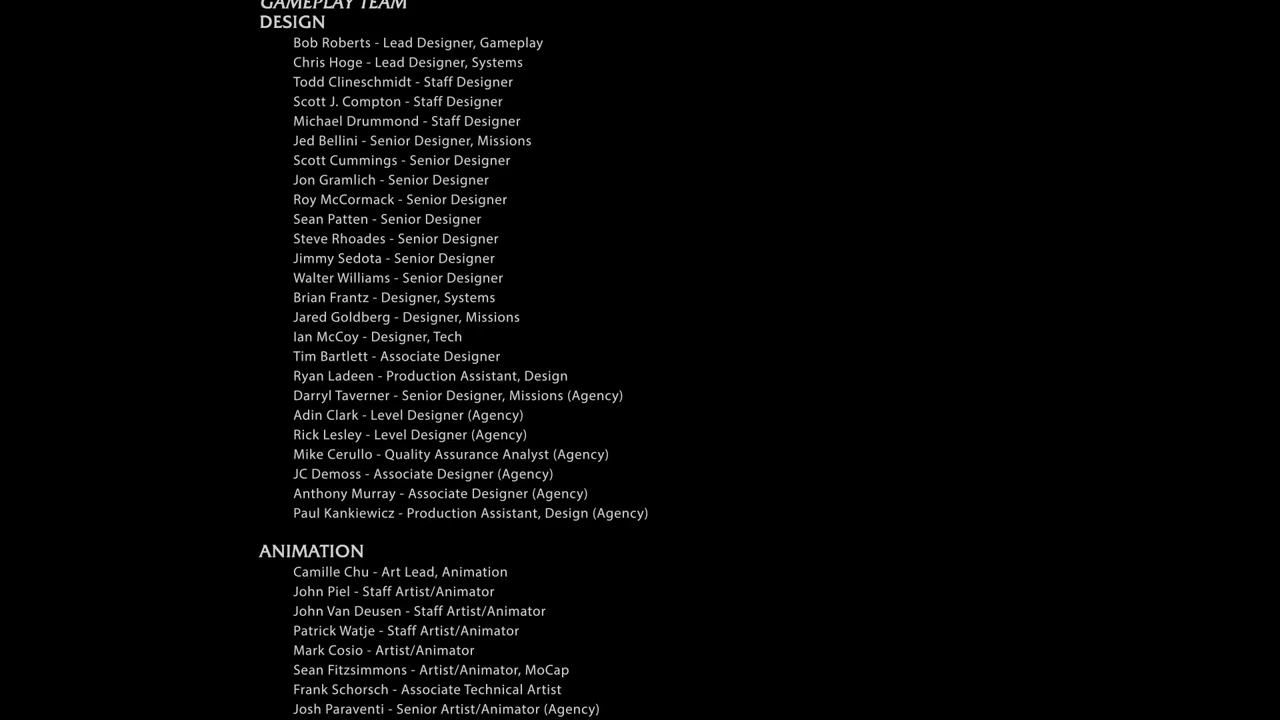 GAMEPLAY TEAM
DESIGN
Bob Roberts - Lead Designer, Gameplay
Chris Hoge - Lead Designer, Systems
Todd Clineschmidt - Staff Designer
Scott J. Compton - Staff Designer
Michael Drummond - Staff Designer
Jed Bellini - Senior Designer, Missions
Scott Cummings - Senior Designer
Jon Gramlich - Senior Designer
Roy McCormack - Senior Designer
Sean Patten - Senior Designer
Steve Rhoades - Senior Designer
Jimmy Sedota - Senior Designer
Walter Williams - Senior Designer
Brian Frantz - Designer, Systems
Jared Goldberg - Designer, Missions
Ian McCoy - Designer, Tech
Tim Bartlett - Associate Designer
Ryan Ladeen - Production Assistant, Design
Darryl Taverner - Senior Designer, Missions (Agency)
Adin Clark - Level Designer (Agency)
Rick Lesley - Level Designer (Agency)
Mike Cerullo - Quality Assurance Analyst (Agency)
JC Demoss - Associate Designer (Agency)
Anthony Murray - Associate Designer (Agency)
Paul Kankiewicz - Production Assistant, Design (Agency)
ANIMATION
Camille Chu - Art Lead, Animation
John Piel - Staff Artist/Animator
John Van Deusen - Staff Artist/Animator
Patrick Watje - Staff Artist/Animator
Mark Cosio - Artist/Animator
Sean Fitzsimmons - Artist/Animator, MoCap
Frank Schorsch - Associate Technical Artist
Josh Paraventi - Senior Artist/Animator (Agency)